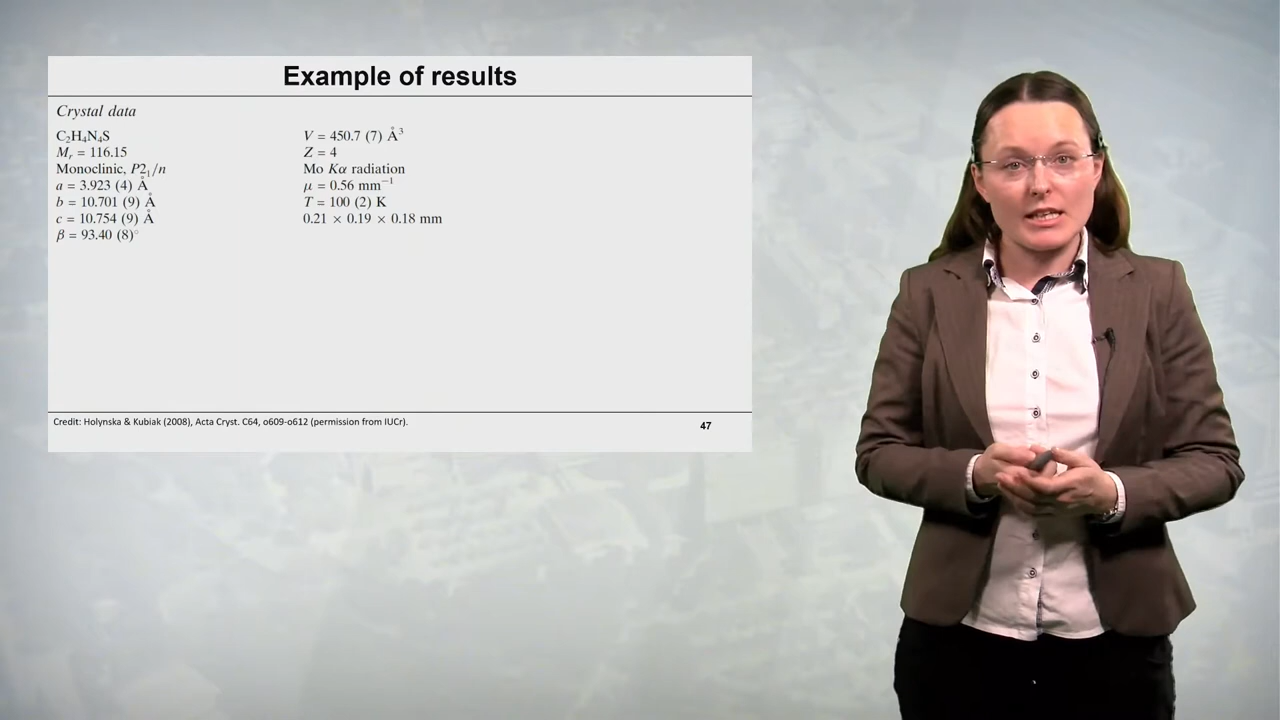 Example of results
Crystal data
C₂H₄N₄S
Mᵣ = 116.15
Monoclinic, P2₁/n
a = 3.923 (4) Å
b = 10.701 (9) Å
c = 10.754 (9) Å
β = 93.40 (8)°
V = 450.7 (7) Å³
Z = 4
Mo Kα radiation
μ = 0.56 mm⁻¹
T = 100 (2) K
0.21 × 0.19 × 0.18 mm
Credit: Holynska & Kubiak (2008), Acta Cryst. C64, o609-o612 (permission from IUCr).
47